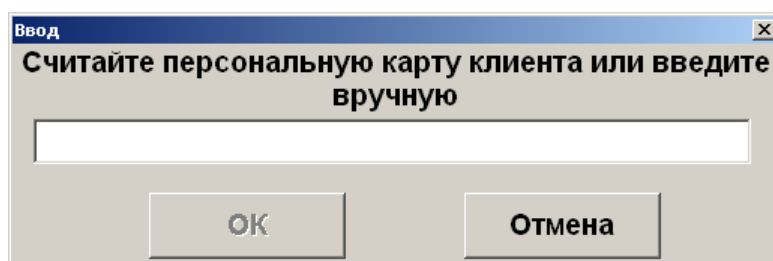 Ввод
Считайте персональную карту клиента или введите
вручную
ОК
Отмена